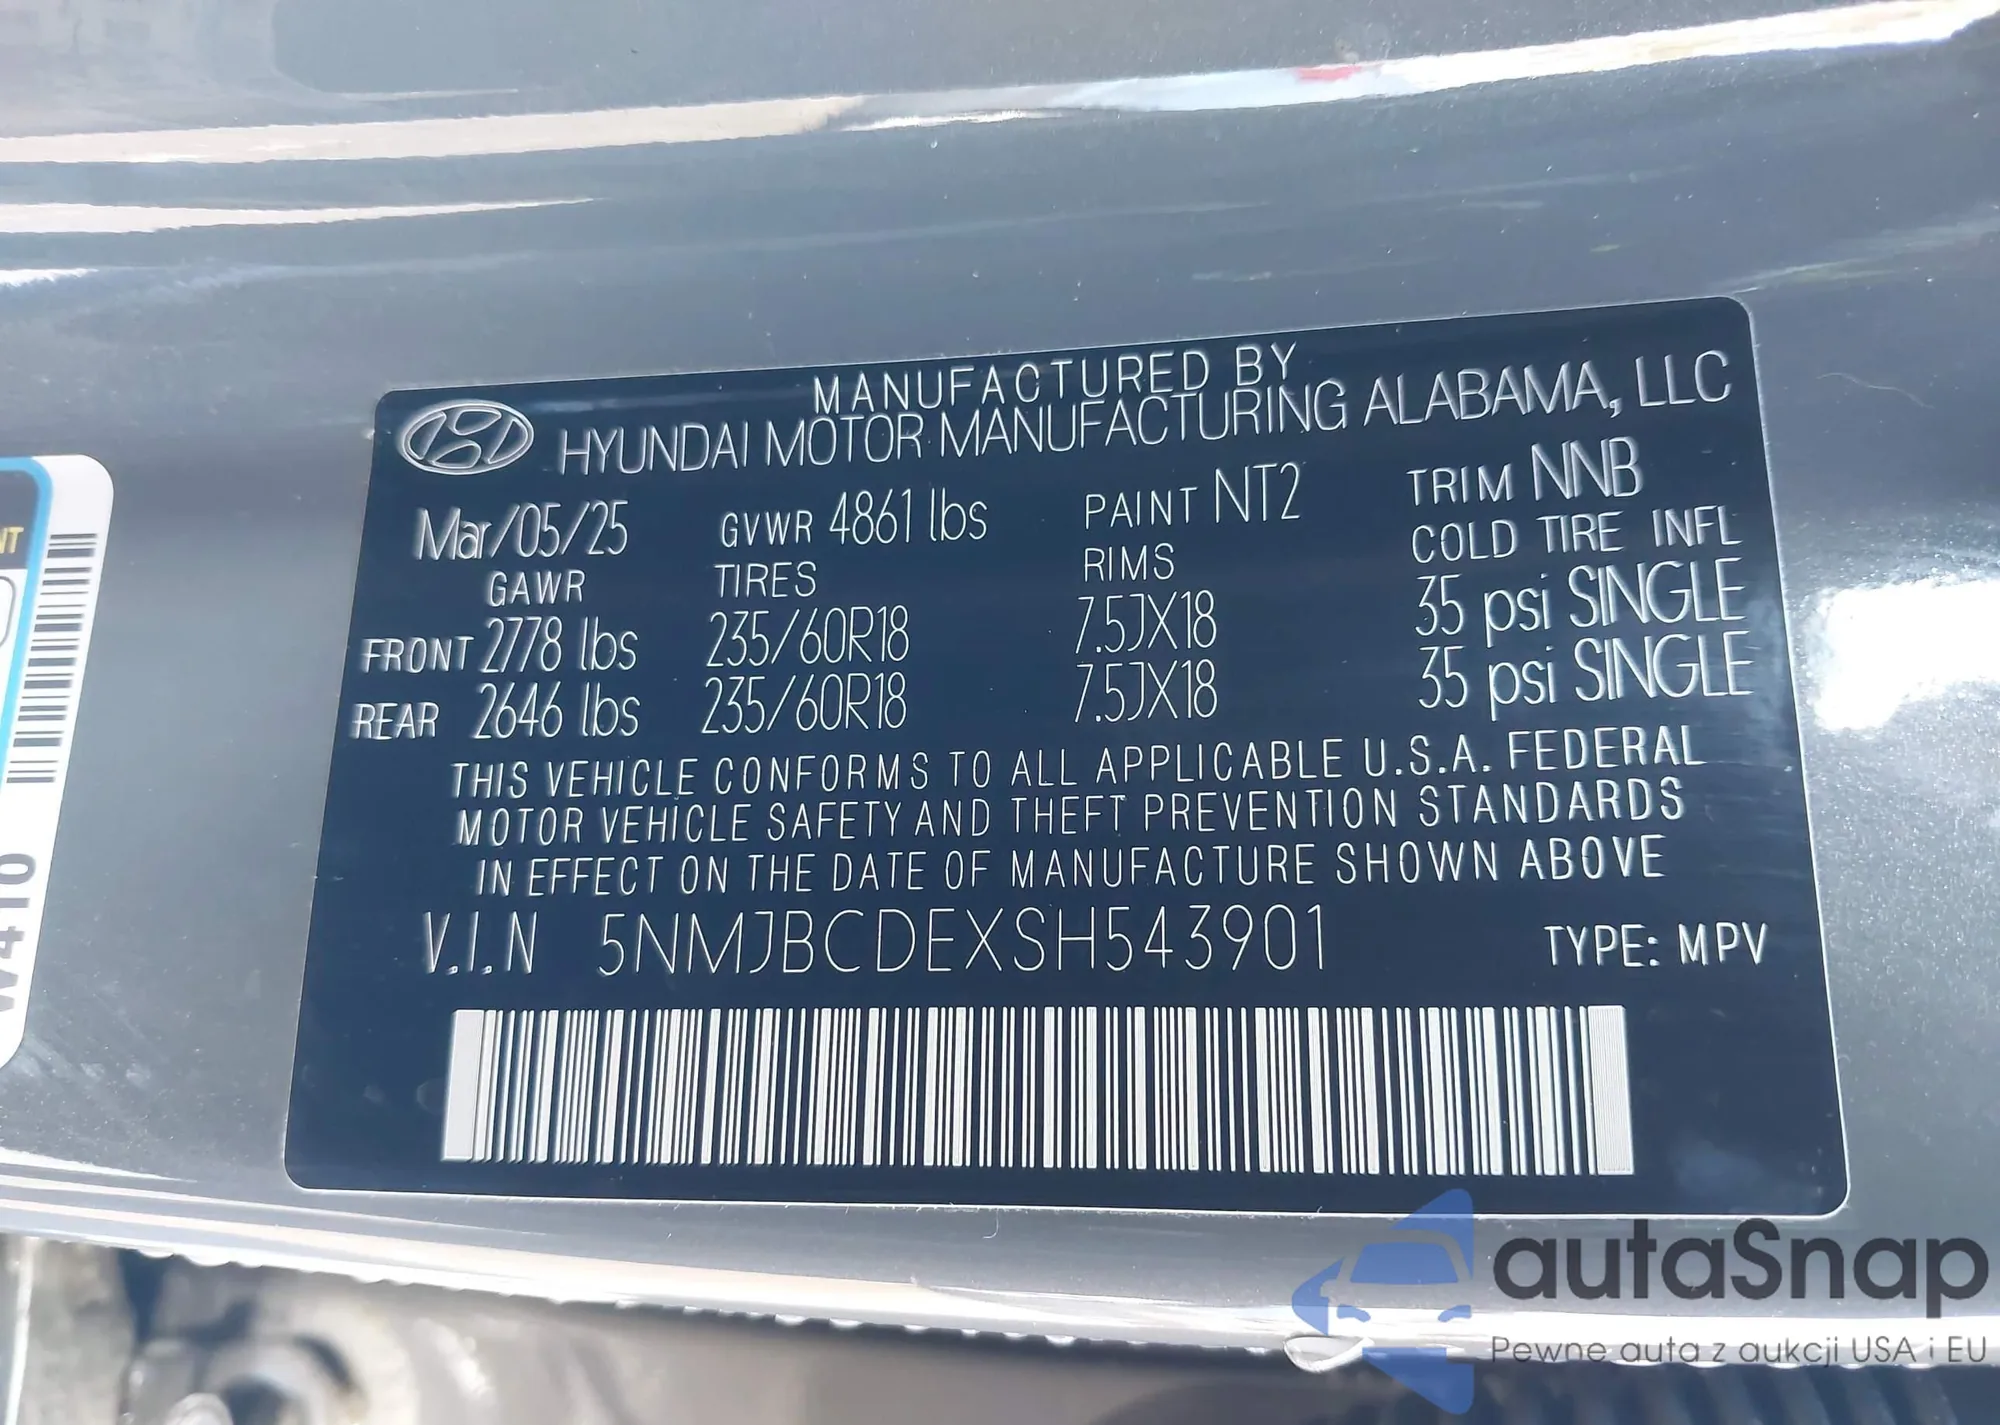 MANUFACTURED BY
HYUNDAI MOTOR MANUFACTURING ALABAMA, LLC
Mar/05/25 GVWR 4861 lbs PAINT NT2 TRIM NNB
GAWR TIRES RIMS COLD TIRE INFL
FRONT 2778 lbs 235/60R18 7.5JX18 35 psi SINGLE
REAR 2646 lbs 235/60R18 7.5JX18 35 psi SINGLE
THIS VEHICLE CONFORMS TO ALL APPLICABLE U.S.A. FEDERAL
MOTOR VEHICLE SAFETY AND THEFT PREVENTION STANDARDS
IN EFFECT ON THE DATE OF MANUFACTURE SHOWN ABOVE
V.I.N 5NMJBCDEXSH543901 TYPE: MPV
W410
autaSnap
Pewne auta z aukcji USA i EU